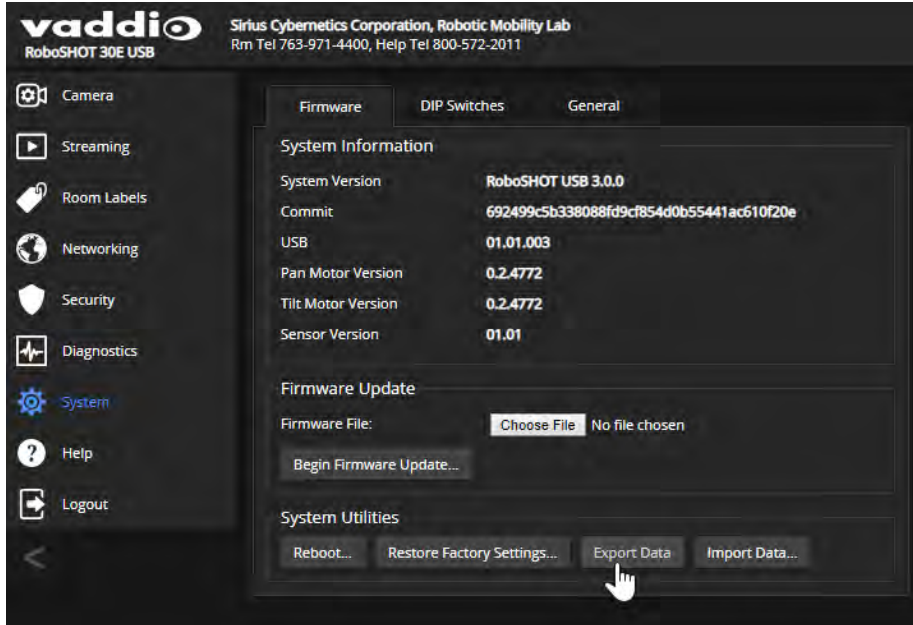 vaddio
RoboSHOT 30E USB
Sirius Cybernetics Corporation, Robotic Mobility Lab
Rm Tel 763-971-4400, Help Tel 800-572-2011
Camera
Streaming
Room Labels
Networking
Security
Diagnostics
System
Help
Logout
Firmware DIP Switches General
System Information
System Version RoboSHOT USB 3.0.0
Commit 692499c5b338088fd9cf854d0b55441ac610f20e
USB 01.01.003
Pan Motor Version 0.2.4772
Tilt Motor Version 0.2.4772
Sensor Version 01.01
Firmware Update
Firmware File: Choose File No file chosen
Begin Firmware Update...
System Utilities
Reboot... Restore Factory Settings... Export Data Import Data...